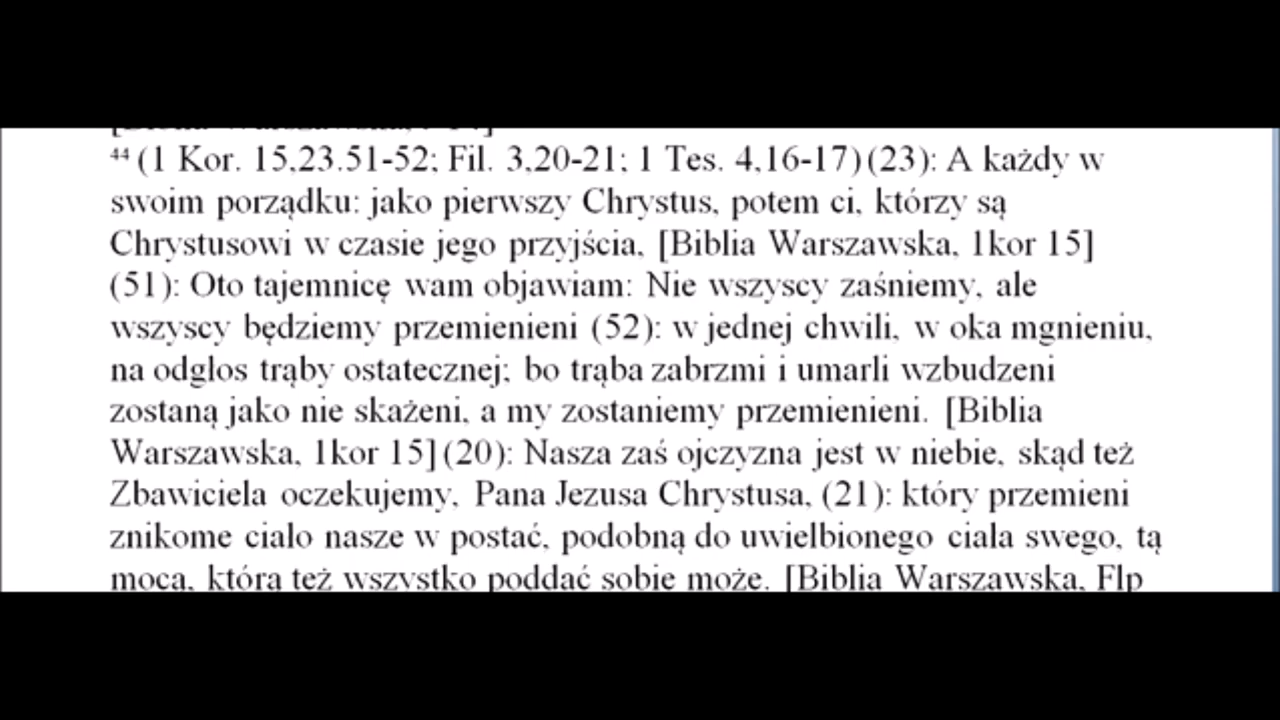 ⁴⁴ (1 Kor. 15,23.51-52; Fil. 3,20-21; 1 Tes. 4,16-17)(23): A każdy w
swoim porządku: jako pierwszy Chrystus, potem ci, którzy są
Chrystusowi w czasie jego przyjścia, [Biblia Warszawska, 1kor 15]
(51): Oto tajemnicę wam objawiam: Nie wszyscy zaśniemy, ale
wszyscy będziemy przemienieni (52): w jednej chwili, w oka mgnieniu,
na odgłos trąby ostatecznej; bo trąba zabrzmi i umarli wzbudzeni
zostaną jako nie skażeni, a my zostaniemy przemienieni. [Biblia
Warszawska, 1kor 15](20): Nasza zaś ojczyzna jest w niebie, skąd też
Zbawiciela oczekujemy, Pana Jezusa Chrystusa, (21): który przemieni
znikome ciało nasze w postać, podobną do uwielbionego ciała swego, tą
mocą, którą też wszystko poddać sobie może. [Biblia Warszawska, Flp